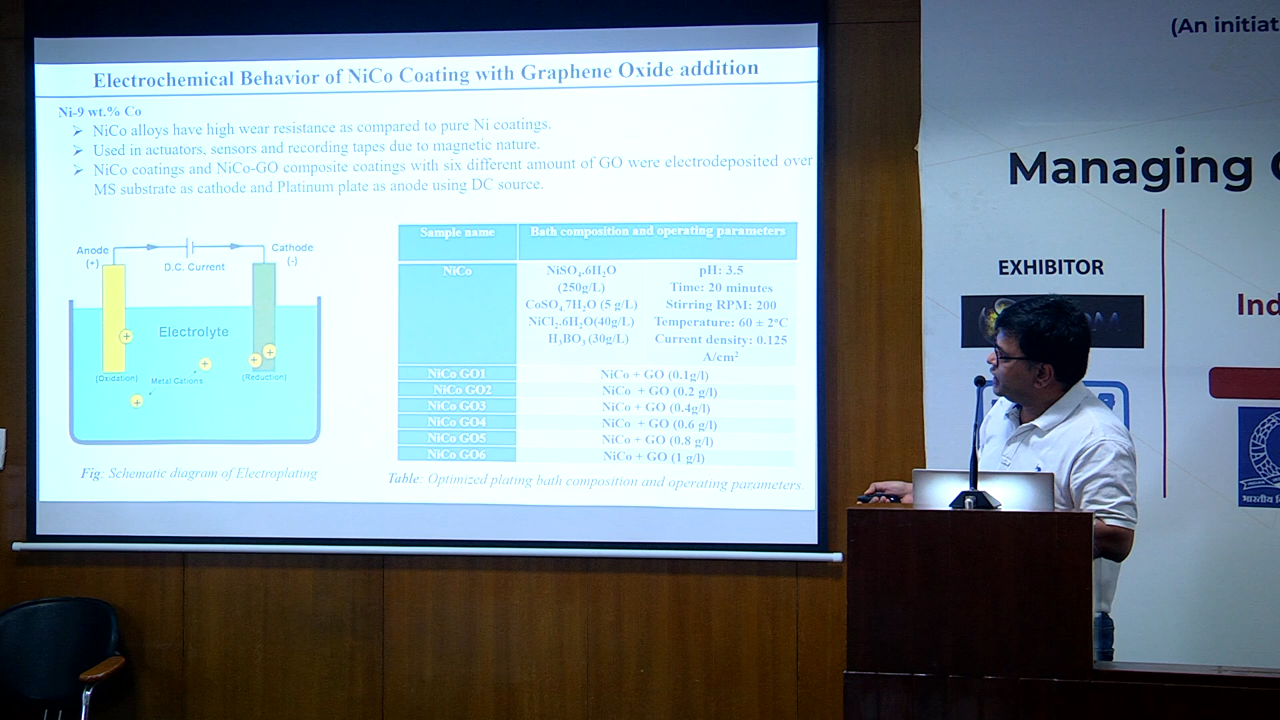 Electrochemical Behavior of NiCo Coating with Graphene Oxide addition
Ni-9 wt.% Co
➢ NiCo alloys have high wear resistance as compared to pure Ni coatings.
➢ Used in actuators, sensors and recording tapes due to magnetic nature.
➢ NiCo coatings and NiCo-GO composite coatings with six different amount of GO were electrodeposited over
MS substrate as cathode and Platinum plate as anode using DC source.
Anode
(+)
D.C. Current
Cathode
(-)
Electrolyte
(Oxidation)
Metal Cations
(Reduction)
Fig: Schematic diagram of Electroplating
Sample name
Bath composition and operating parameters
NiCo
NiSO₄.6H₂O
(250g/L)
CoSO₄7H₂O (5 g/L)
NiCl₂.6H₂O(40g/L)
H₃BO₃ (30g/L)
pH: 3.5
Time: 20 minutes
Stirring RPM: 200
Temperature: 60 ± 2ºC
Current density: 0.125
A/cm²
NiCo GO1 NiCo + GO (0.1g/l)
NiCo GO2 NiCo + GO (0.2 g/l)
NiCo GO3 NiCo + GO (0.4g/l)
NiCo GO4 NiCo + GO (0.6 g/l)
NiCo GO5 NiCo + GO (0.8 g/l)
NiCo GO6 NiCo + GO (1 g/l)
Table: Optimized plating bath composition and operating parameters.
(An initiat
Managing
EXHIBITOR
Ind
भारतीय